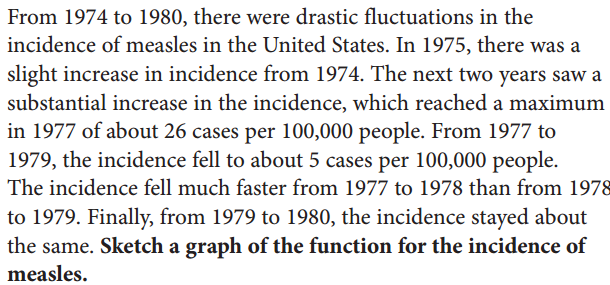 From 1974 to 1980, there were drastic fluctuations in the
incidence of measles in the United States. In 1975, there was a
slight increase in incidence from 1974. The next two years saw a
substantial increase in the incidence, which reached a maximum
in 1977 of about 26 cases per 100,000 people. From 1977 to
1979, the incidence fell to about 5 cases per 100,000 people.
The incidence fell much faster from 1977 to 1978 than from 1978
to 1979. Finally, from 1979 to 1980, the incidence stayed about
the same. Sketch a graph of the function for the incidence of
measles.